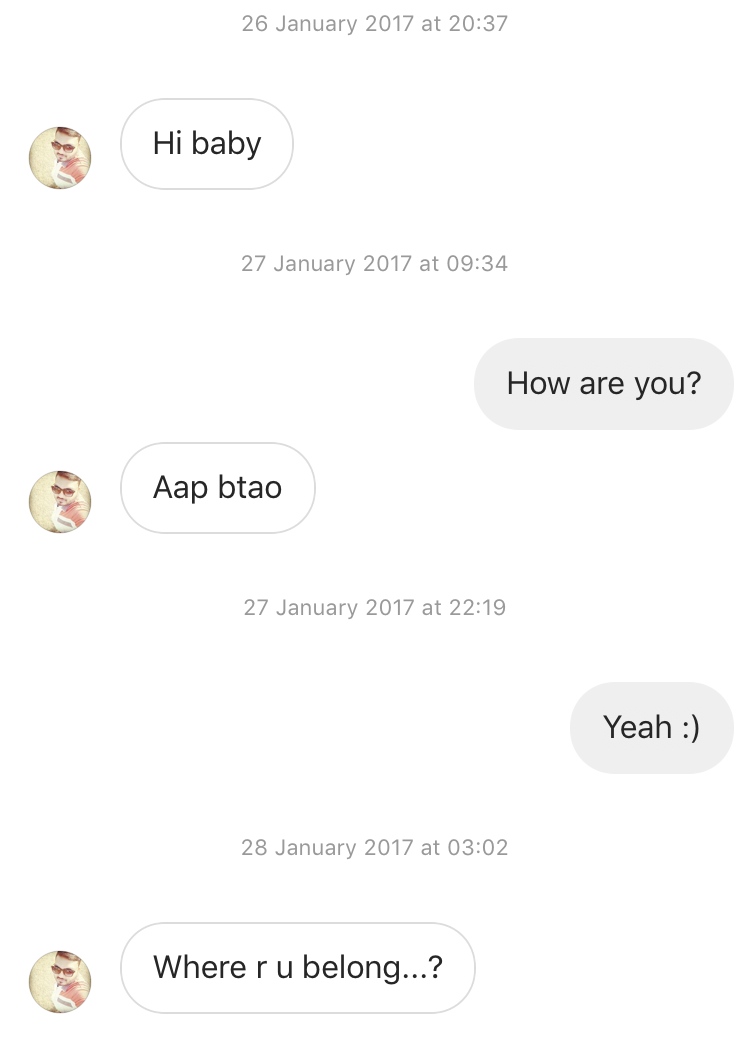 26 January 2017 at 20:37
Hi baby
27 January 2017 at 09:34
How are you?
Aap btao
27 January 2017 at 22:19
Yeah :)
28 January 2017 at 03:02
Where r u belong...?